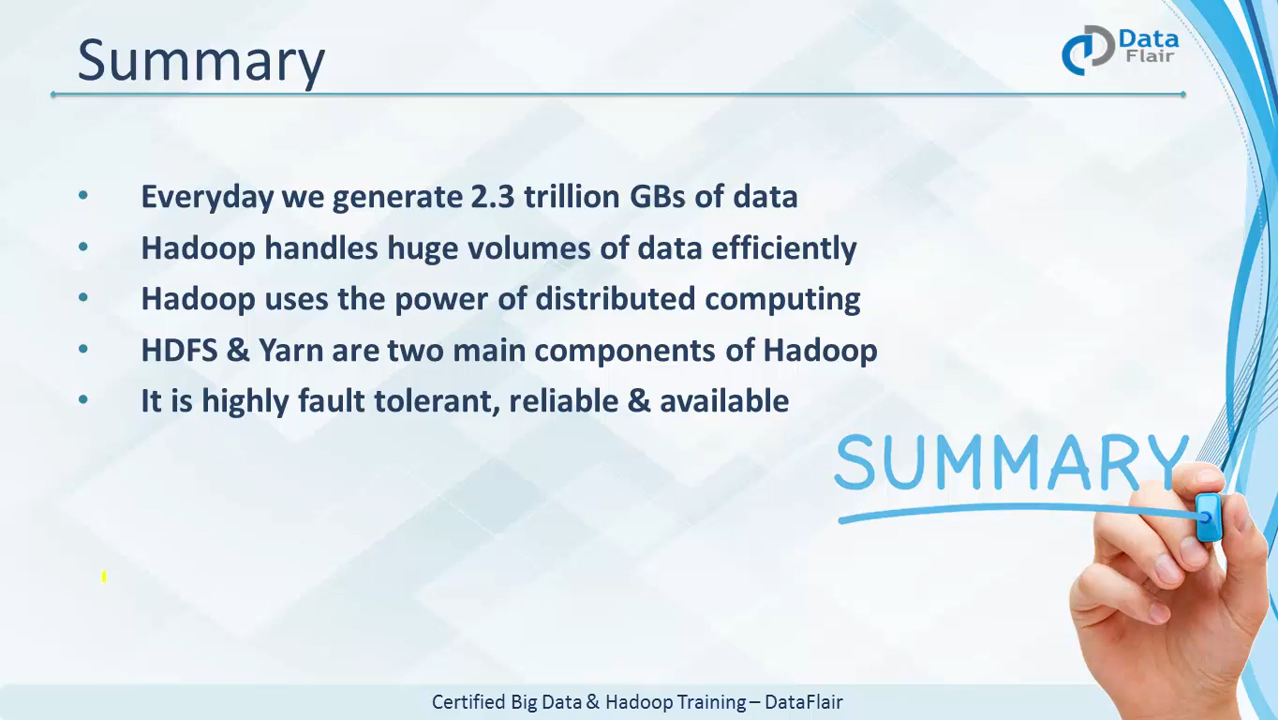 Summary
Data
Flair
• Everyday we generate 2.3 trillion GBs of data
• Hadoop handles huge volumes of data efficiently
• Hadoop uses the power of distributed computing
• HDFS & Yarn are two main components of Hadoop
• It is highly fault tolerant, reliable & available
SUMMARY
Certified Big Data & Hadoop Training – DataFlair